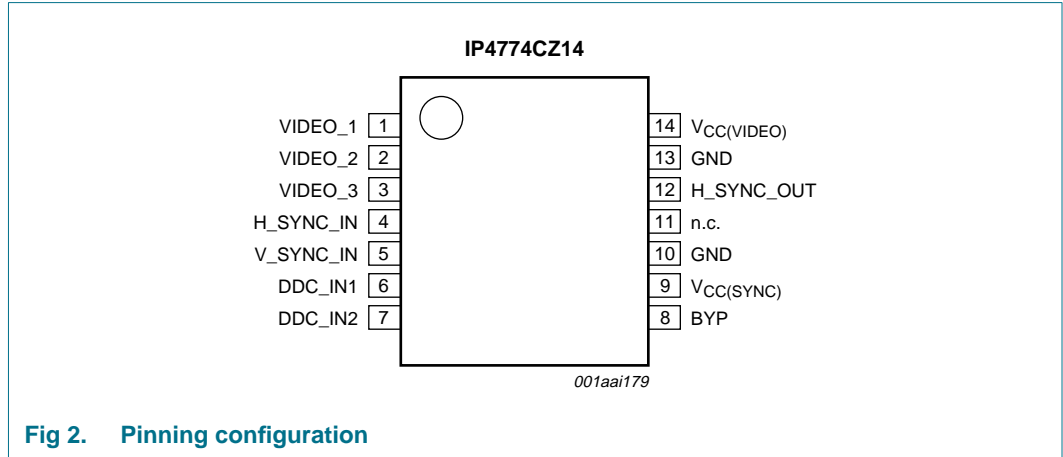 IP4774CZ14
VIDEO_1 1
VIDEO_2 2
VIDEO_3 3
H_SYNC_IN 4
V_SYNC_IN 5
DDC_IN1 6
DDC_IN2 7
14 VCC(VIDEO)
13 GND
12 H_SYNC_OUT
11 n.c.
10 GND
9 VCC(SYNC)
8 BYP
001aai179
Fig 2. Pinning configuration